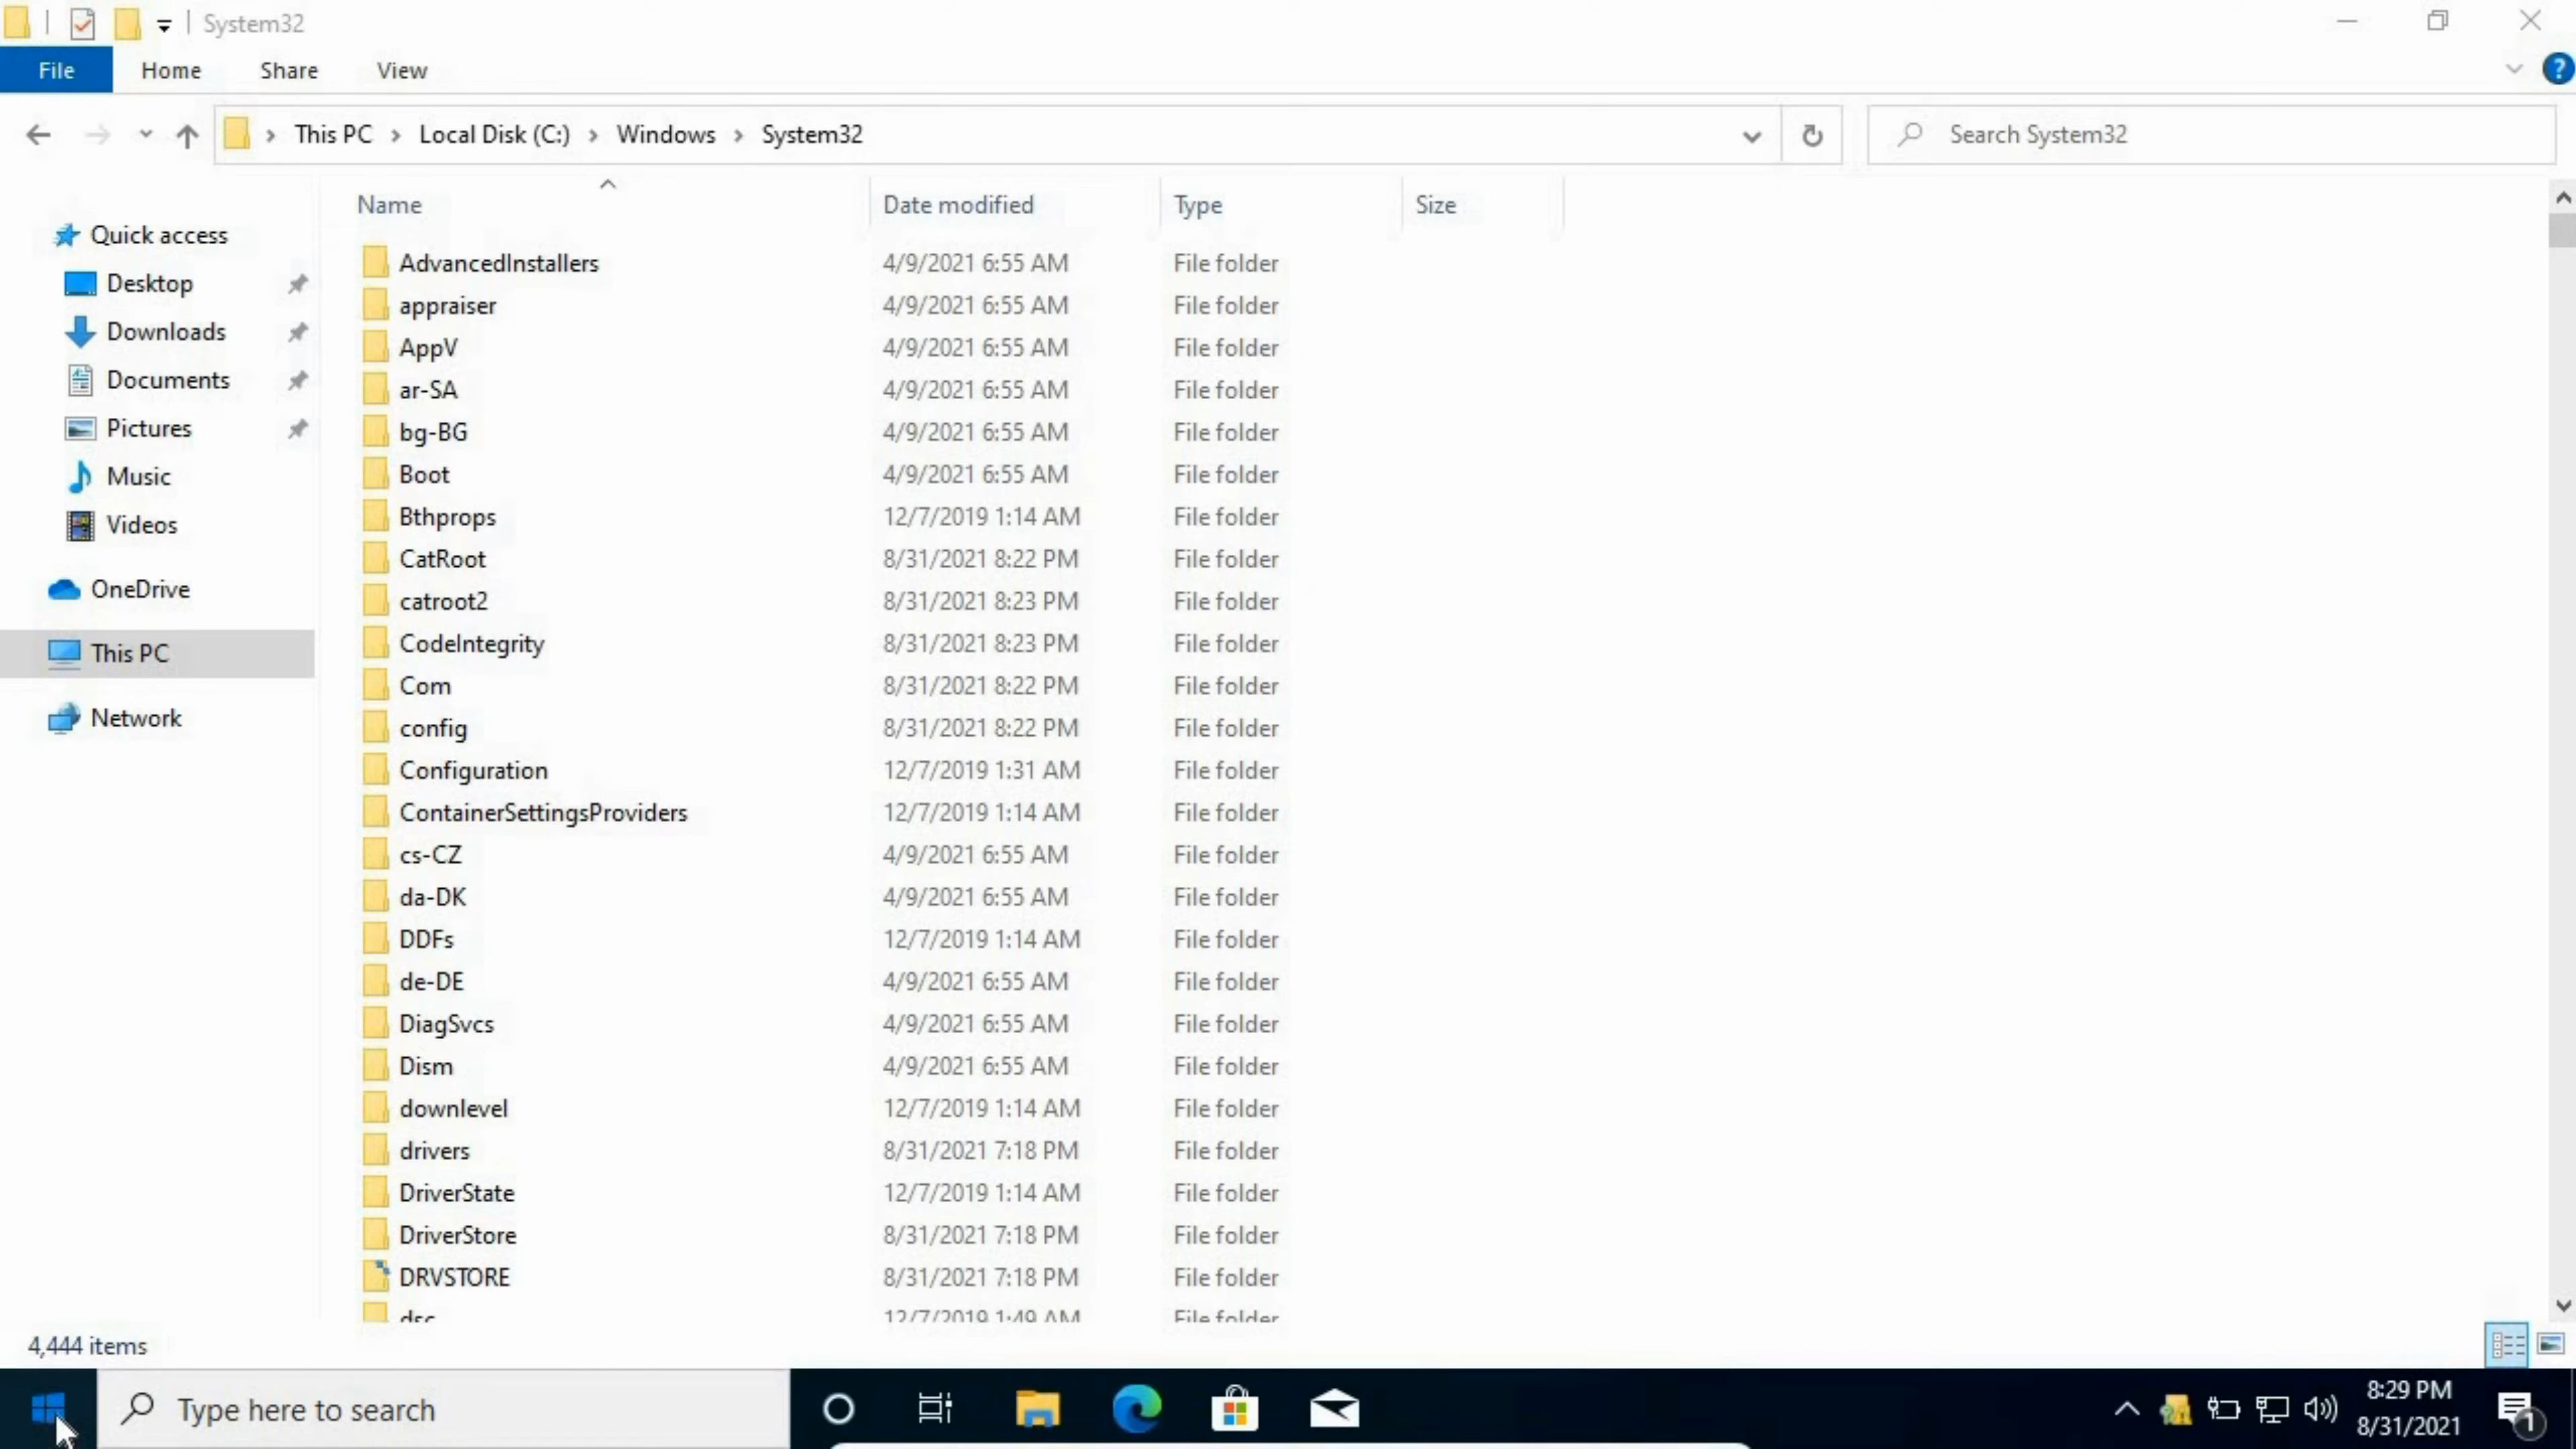 System32
File Home Share View
This PC Local Disk (C:) Windows System32 Search System32
Name Date modified Type Size
Quick access
Desktop
Downloads
Documents
Pictures
Music
Videos
OneDrive
This PC
Network
AdvancedInstallers 4/9/2021 6:55 AM File folder
appraiser 4/9/2021 6:55 AM File folder
AppV 4/9/2021 6:55 AM File folder
ar-SA 4/9/2021 6:55 AM File folder
bg-BG 4/9/2021 6:55 AM File folder
Boot 4/9/2021 6:55 AM File folder
Bthprops 12/7/2019 1:14 AM File folder
CatRoot 8/31/2021 8:22 PM File folder
catroot2 8/31/2021 8:23 PM File folder
CodeIntegrity 8/31/2021 8:23 PM File folder
Com 8/31/2021 8:22 PM File folder
config 8/31/2021 8:22 PM File folder
Configuration 12/7/2019 1:31 AM File folder
ContainerSettingsProviders 12/7/2019 1:14 AM File folder
cs-CZ 4/9/2021 6:55 AM File folder
da-DK 4/9/2021 6:55 AM File folder
DDFs 12/7/2019 1:14 AM File folder
de-DE 4/9/2021 6:55 AM File folder
DiagSvcs 4/9/2021 6:55 AM File folder
Dism 4/9/2021 6:55 AM File folder
downlevel 12/7/2019 1:14 AM File folder
drivers 8/31/2021 7:18 PM File folder
DriverState 12/7/2019 1:14 AM File folder
DriverStore 8/31/2021 7:18 PM File folder
DRVSTORE 8/31/2021 7:18 PM File folder
dsc 12/7/2019 1:49 AM File folder
4,444 items
Type here to search
8:29 PM
8/31/2021
1